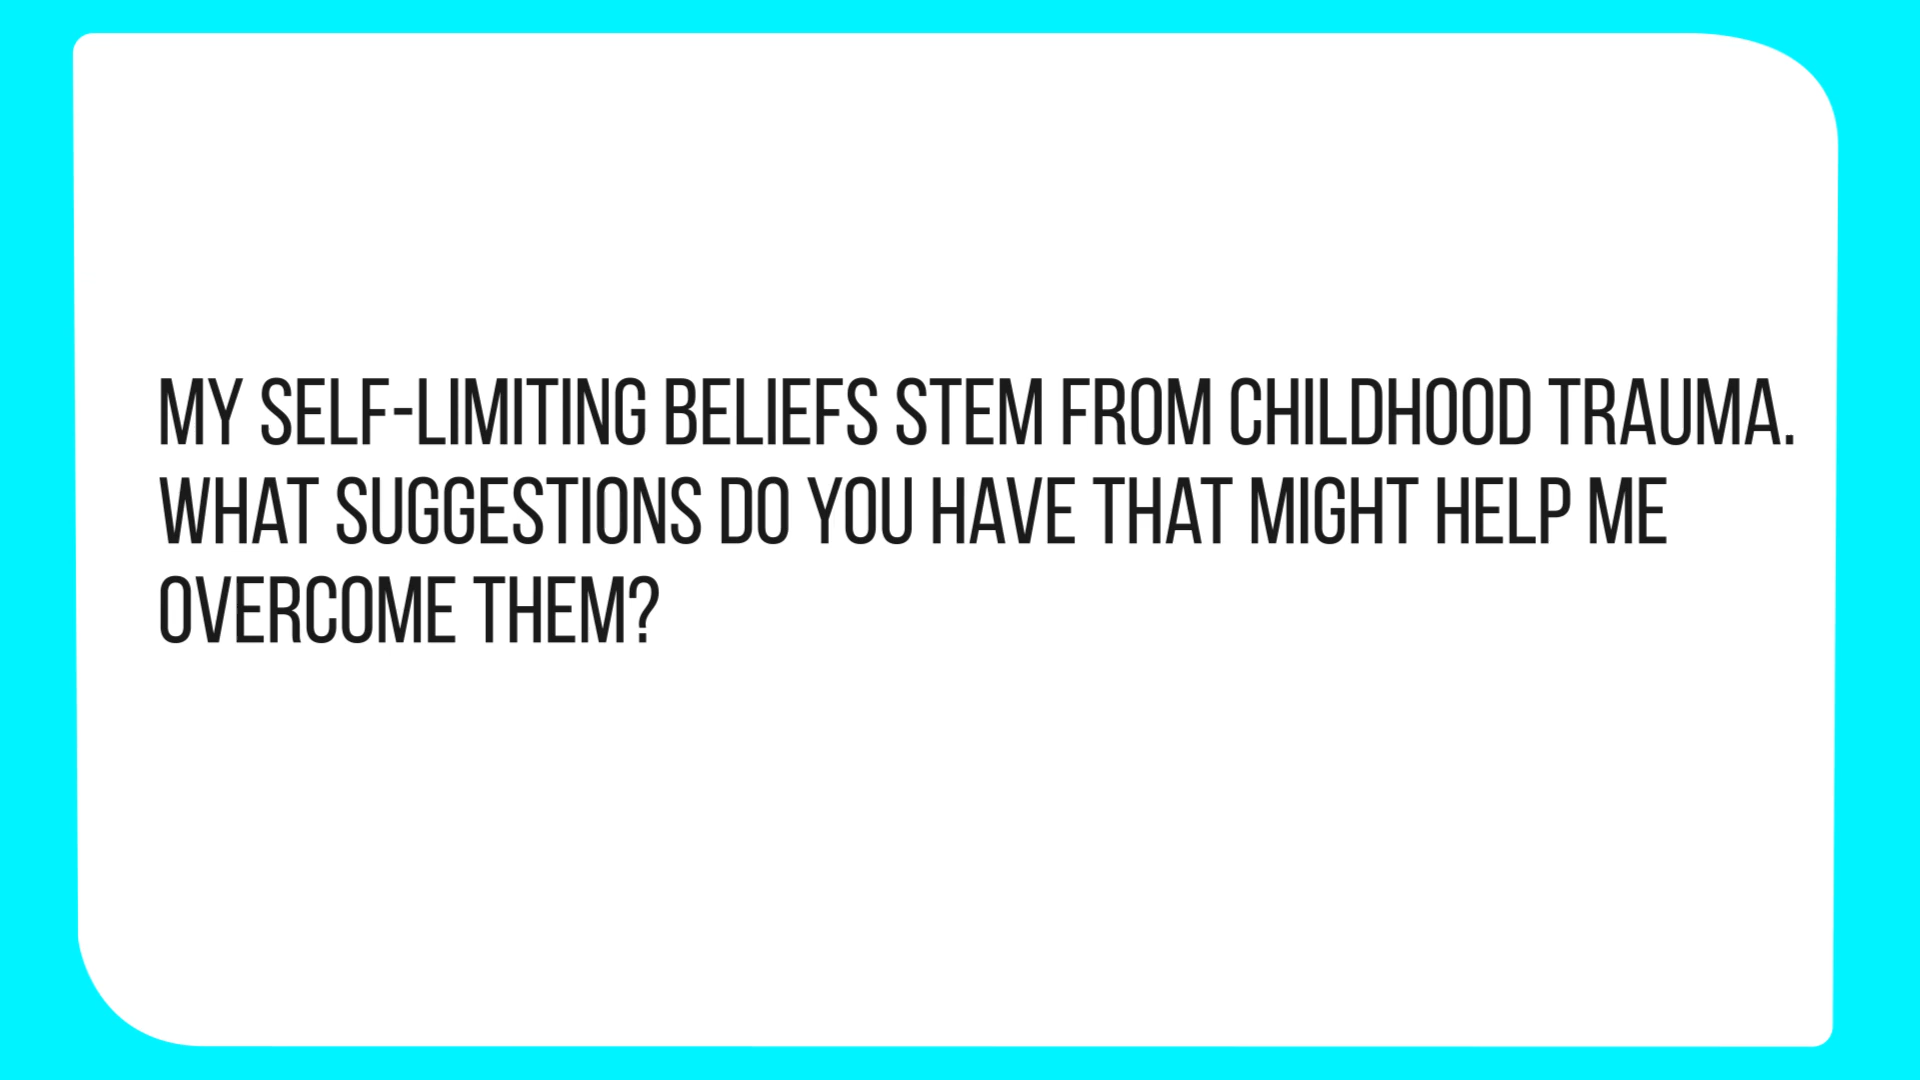 MY SELF-LIMITING BELIEFS STEM FROM CHILDHOOD TRAUMA.
WHAT SUGGESTIONS DO YOU HAVE THAT MIGHT HELP ME
OVERCOME THEM?